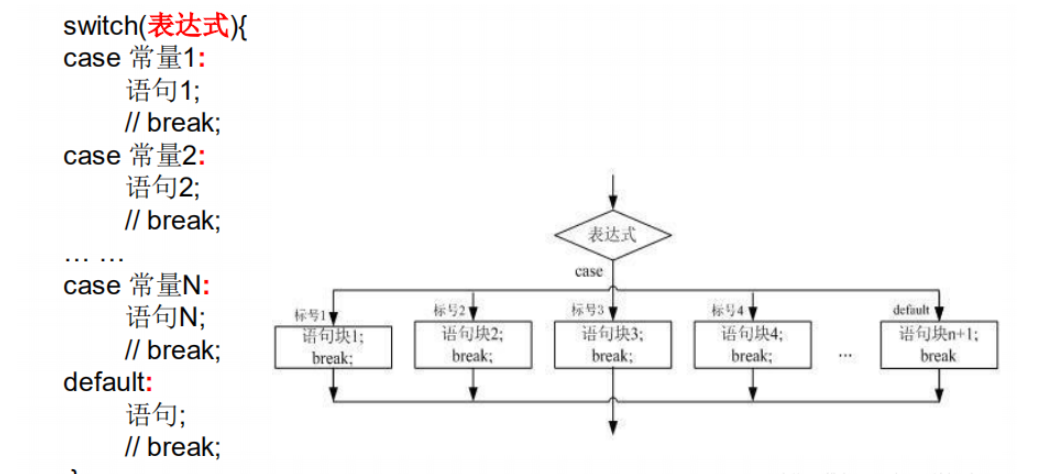 switch(表达式){
case 常量1:
语句1;
// break;
case 常量2:
语句2;
// break;
... ...
case 常量N:
语句N;
// break;
default:
语句;
// break;
表达式
case
标号1
标号2
标号3
标号4
default
语句块1;
break;
语句块2;
break;
语句块3;
break;
语句块4;
break;
...
语句块n+1;
break